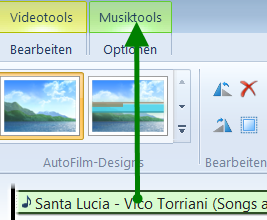 Videotools Musiktools
Bearbeiten Optionen
AutoFilm-Designs Bearbeiten
Santa Lucia - Vico Torriani (Songs a